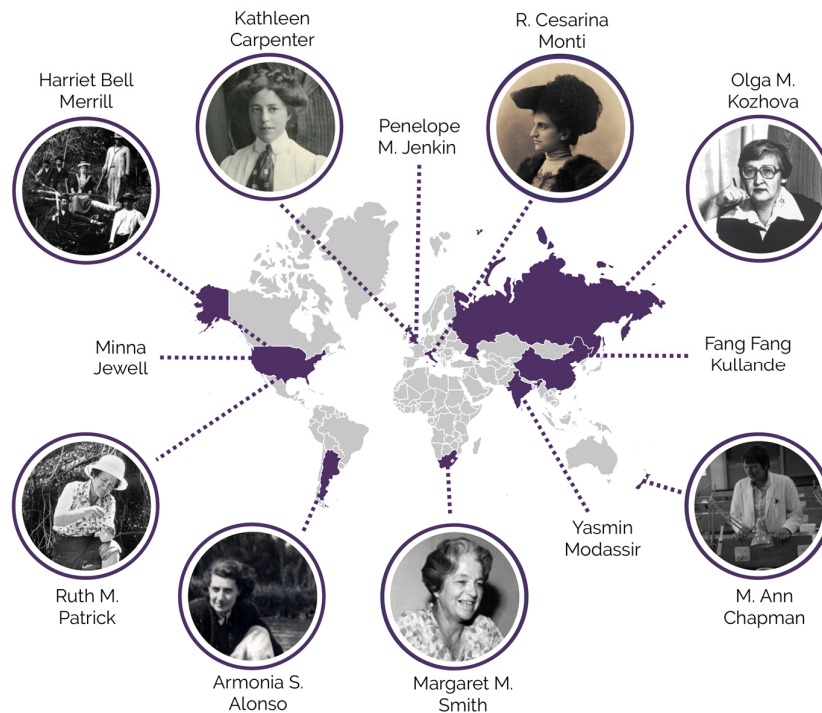 Kathleen
Carpenter
R. Cesarina
Monti
Harriet Bell
Merrill
Olga M.
Kozhova
Penelope
M. Jenkin
Minna
Jewell
Fang Fang
Kullande
Yasmin
Modassir
Ruth M.
Patrick
M. Ann
Chapman
Armonia S.
Alonso
Margaret M.
Smith